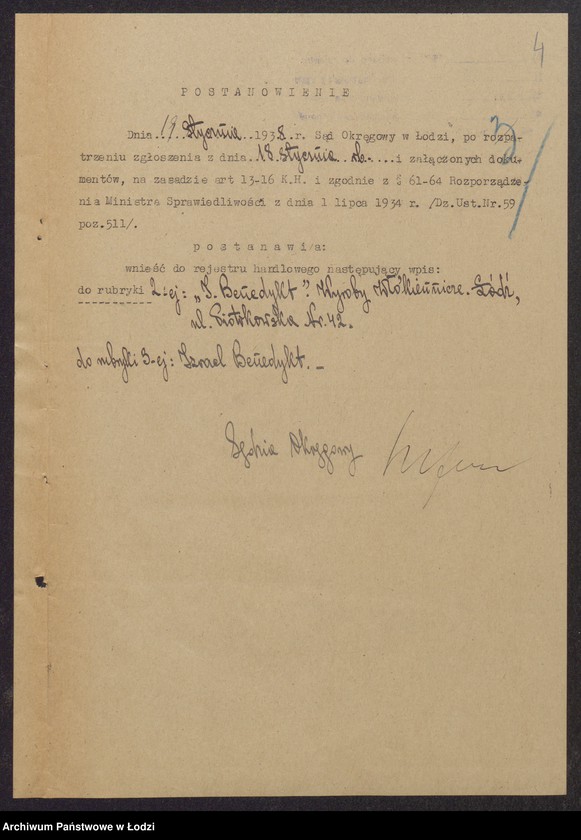 4
P O S T A N O W I E N I E
Dnia..19..Stycznia..1938.r. Sąd Okręgowy w Łodzi, po rozpa-
trzeniu zgłoszenia z dnia..18.stycznia..rb.-....i załączonych doku-
mentów, na zasadzie art 13-16 K.H. i zgodnie z § 61-64 Rozporządze-
nia Ministra Sprawiedliwości z dnia 1 lipca 1934 r. /Dz.Ust.Nr.59
poz.511/.
p o s t a n a w i a:
wnieść do rejestru handlowego następujący wpis:
do rubryki 2-ej: „I. Benedykt”. Wyroby Włókiennicze. Łódź,
ul. Piotrkowska Nr. 42.
do rubryki 3-ej: Izrael Benedykt. –
Sędzia Okręgowy
Archiwum Państwowe w Łodzi